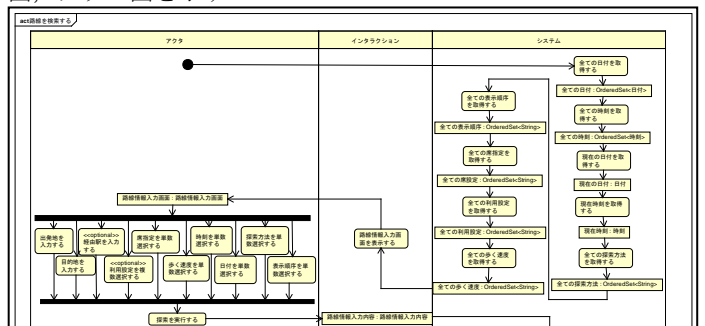 act路線を検索する
アクタ
インタラクション
システム
全ての日付を取
得する
全ての日付 : OrderedSet<日付>
全ての時刻を取
得する
全ての時刻 : OrderedSet<時刻>
現在の日付を取
得する
現在の日付 : 日付
現在時刻を取得
する
現在時刻 : 時刻
全ての探索方法
を取得する
全ての探索方法 : OrderedSet<String>
全ての表示順序
を取得する
全ての表示順序 : OrderedSet<String>
全ての席指定を
取得する
全ての席設定 : OrderedSet<String>
全ての利用設定
を取得する
全ての利用設定 : OrderedSet<String>
全ての歩く速度
を取得する
全ての歩く速度 : OrderedSet<String>
路線情報入力画
面を表示する
路線情報入力画面 : 路線情報入力画面
出発地を
入力する
<<optional>>
経由駅を入力
する
席指定を単数
選択する
時刻を単数
選択する
探索方法を単
数選択する
目的地を
入力する
<<optional>>
利用設定を複
数選択する
歩く速度を単
数選択する
日付を単数
選択する
表示順序を単
数選択する
探索を実行する
路線情報入力内容 : 路線情報入力内容